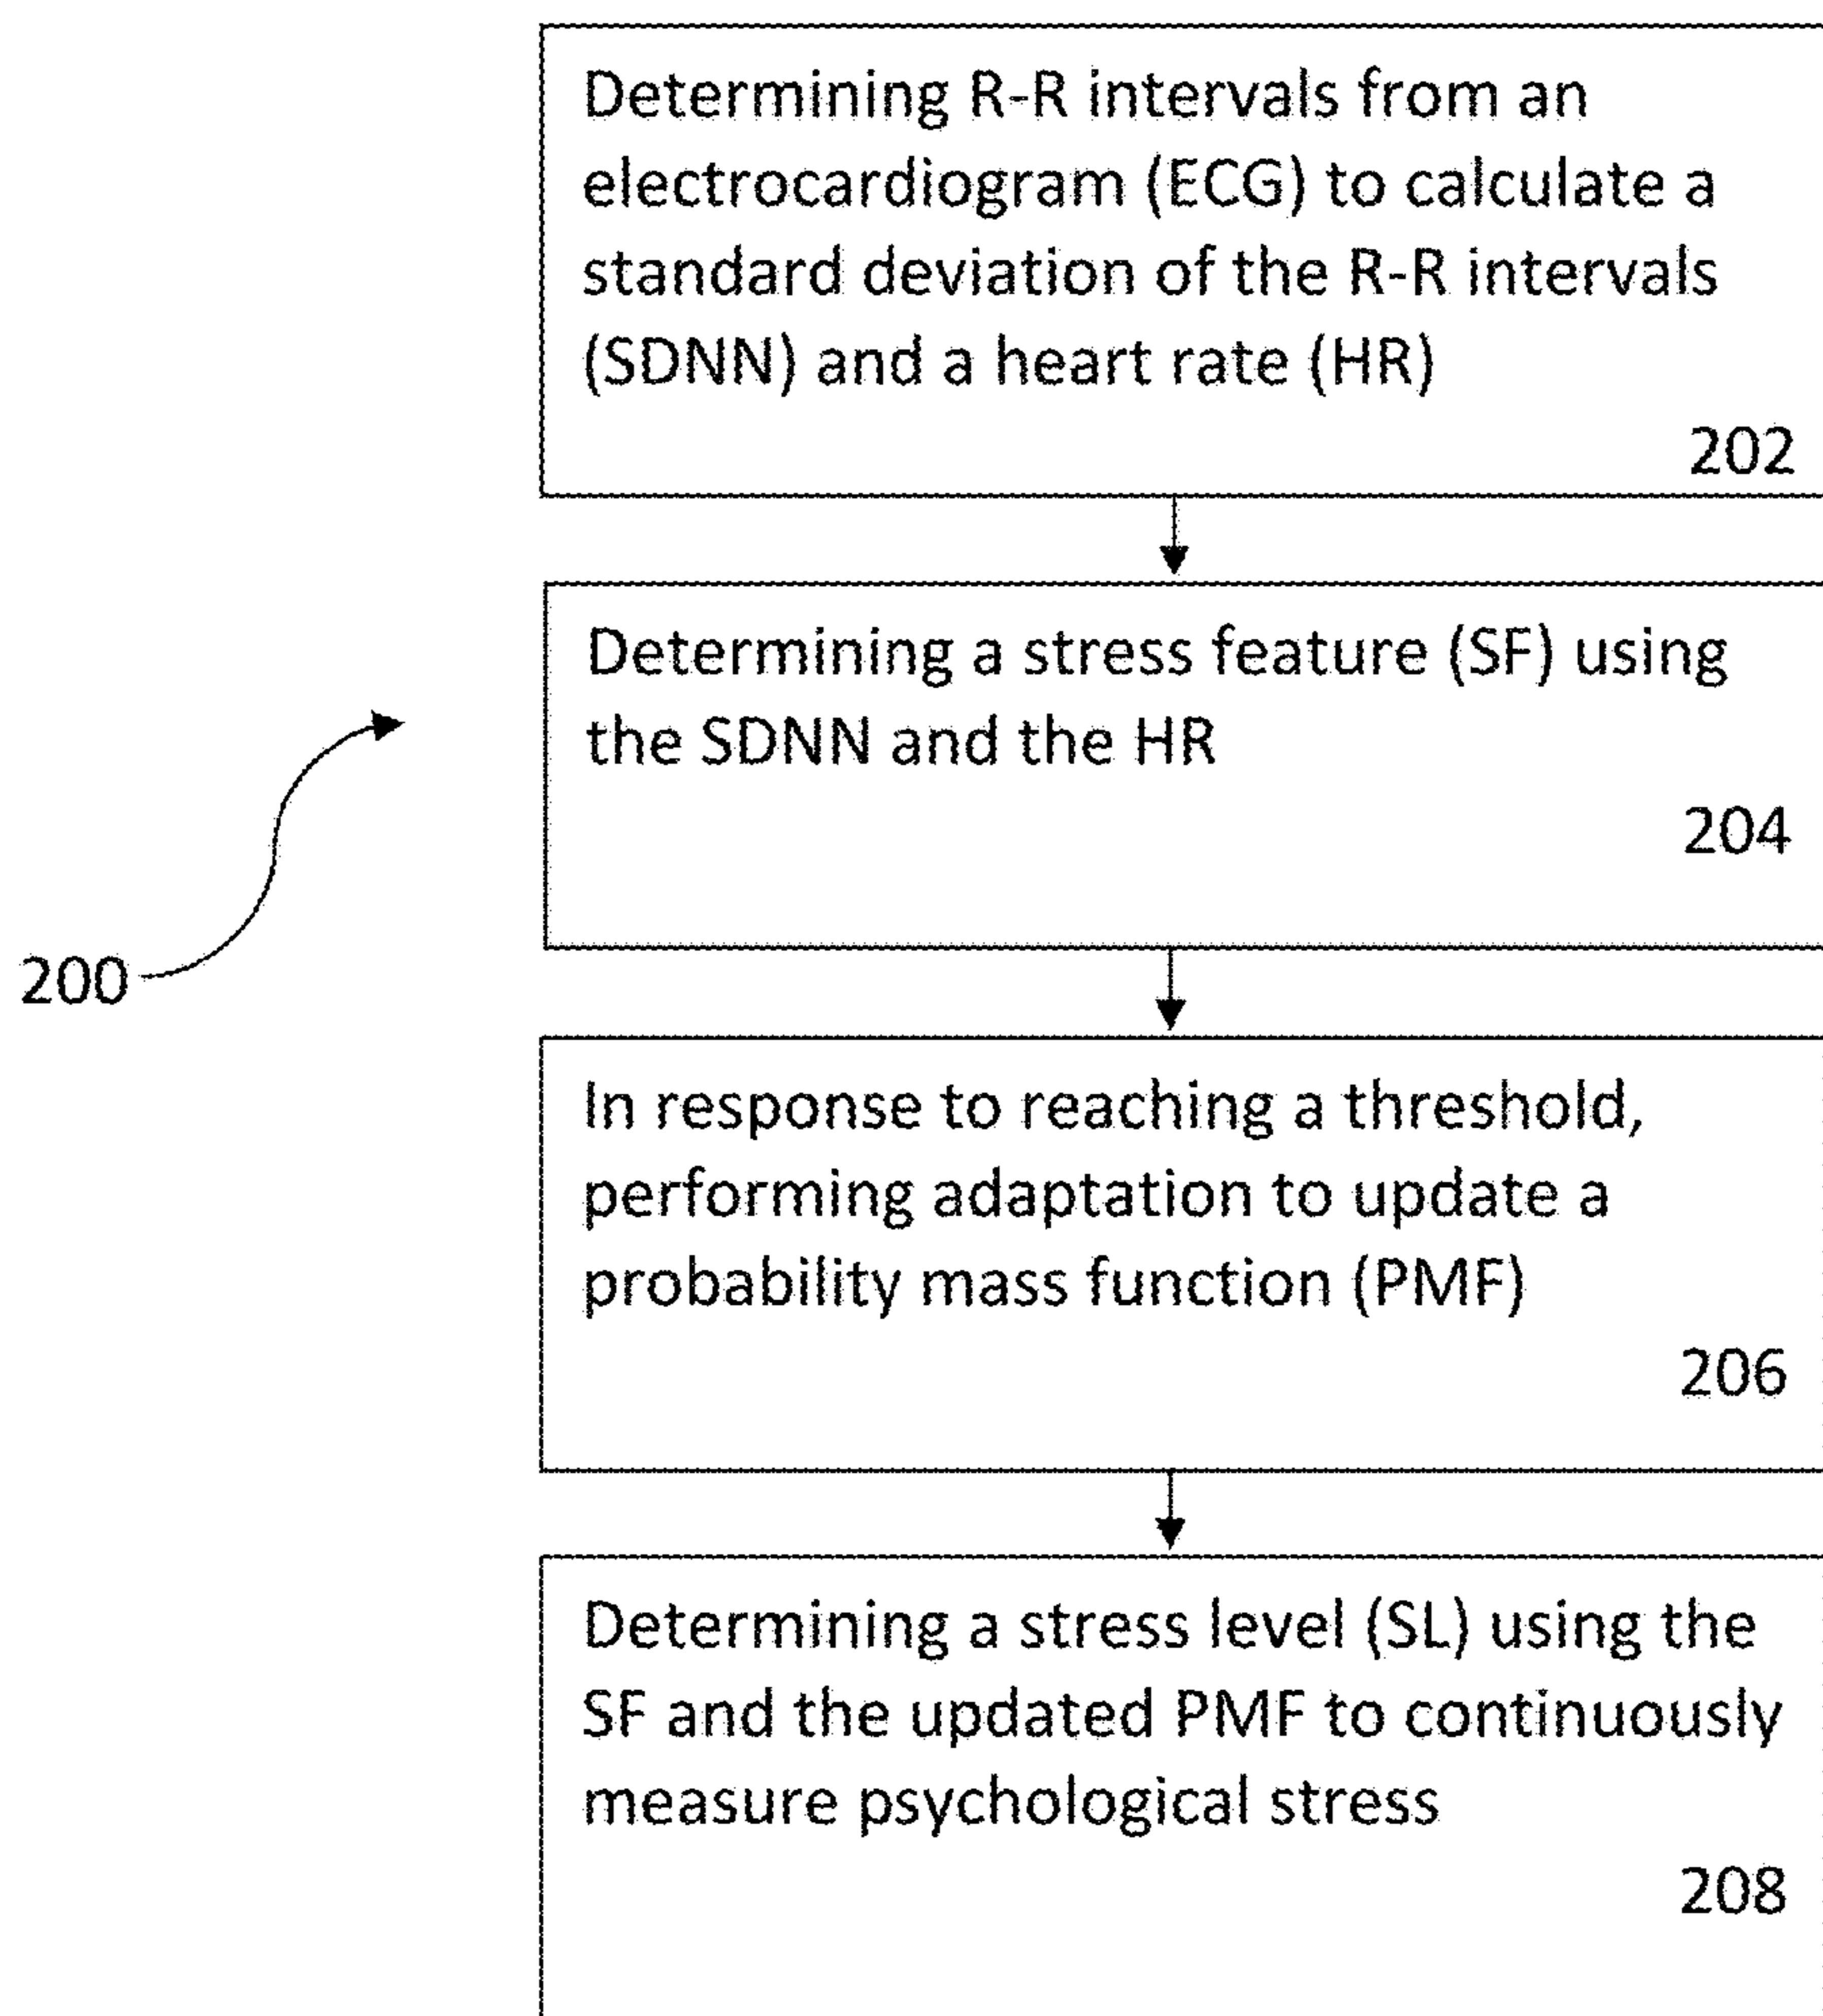 Determining R-R intervals from an
electrocardiogram (ECG) to calculate a
standard deviation of the R-R intervals
(SDNN) and a heart rate (HR)
202
Determining a stress feature (SF) using
the SDNN and the HR
204
200
In response to reaching a threshold,
performing adaptation to update a
probability mass function (PMF)
206
Determining a stress level (SL) using the
SF and the updated PMF to continuously
measure psychological stress
208